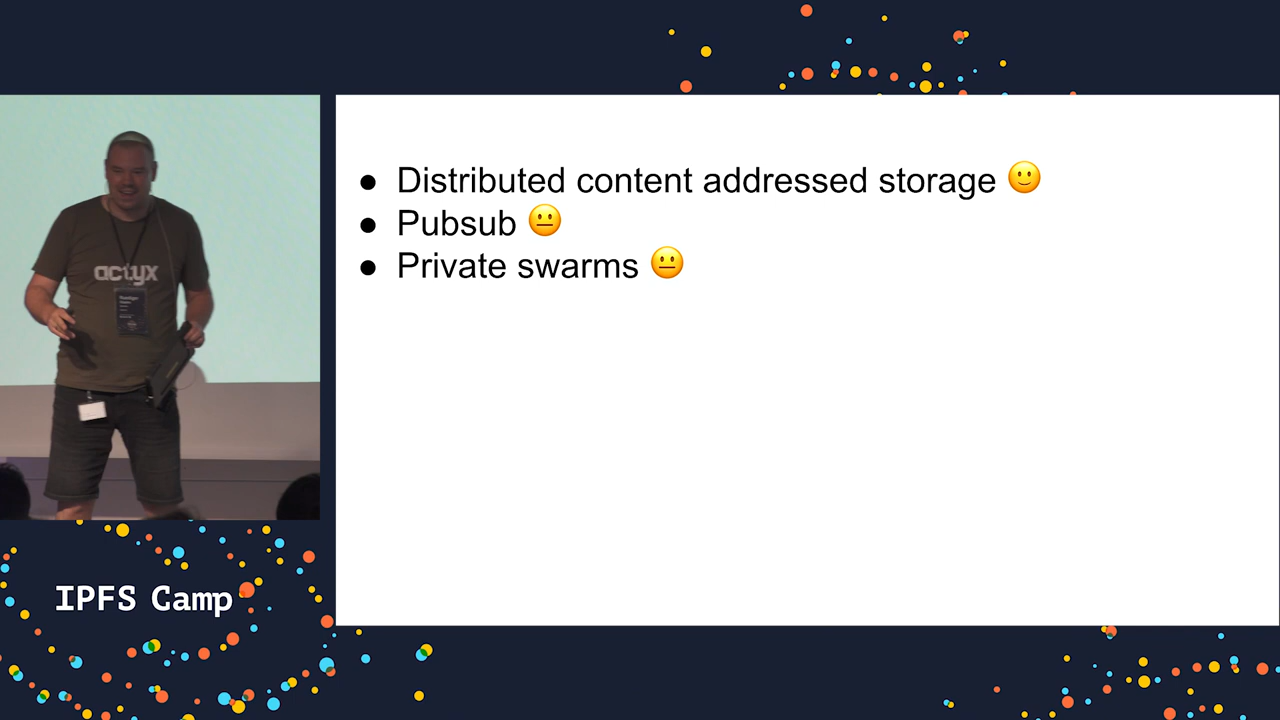 ● Distributed content addressed storage 🙂
● Pubsub 😐
● Private swarms 😐
actyx
IPFS Camp